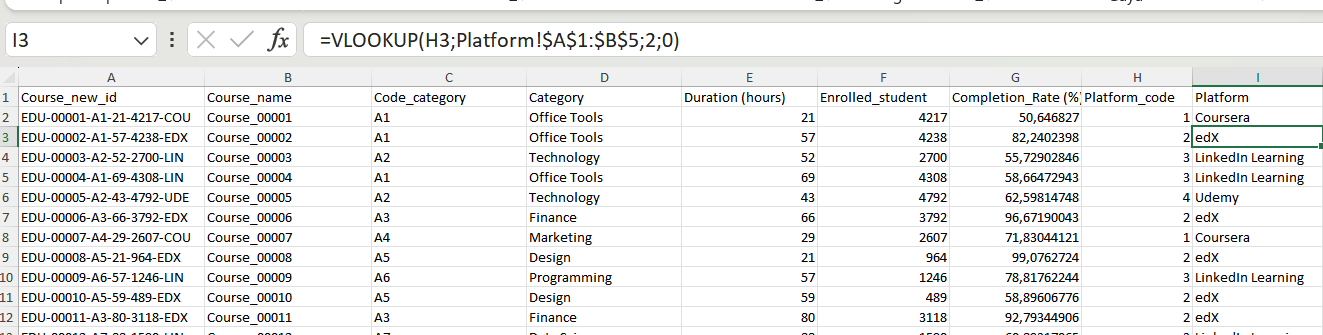 I3 fx =VLOOKUP(H3;Platform!$A$1:$B$5;2;0)
A B C D E F G H I
1 Course_new_id Course_name Code_category Category Duration (hours) Enrolled_student Completion_Rate (%) Platform_code Platform
2 EDU-00001-A1-21-4217-COU Course_00001 A1 Office Tools 21 4217 50,646827 1 Coursera
3 EDU-00002-A1-57-4238-EDX Course_00002 A1 Office Tools 57 4238 82,2402398 2 edX
4 EDU-00003-A2-52-2700-LIN Course_00003 A2 Technology 52 2700 55,72902846 3 LinkedIn Learning
5 EDU-00004-A1-69-4308-LIN Course_00004 A1 Office Tools 69 4308 58,66472943 3 LinkedIn Learning
6 EDU-00005-A2-43-4792-UDE Course_00005 A2 Technology 43 4792 62,59814748 4 Udemy
7 EDU-00006-A3-66-3792-EDX Course_00006 A3 Finance 66 3792 96,67190043 2 edX
8 EDU-00007-A4-29-2607-COU Course_00007 A4 Marketing 29 2607 71,83044121 1 Coursera
9 EDU-00008-A5-21-964-EDX Course_00008 A5 Design 21 964 99,0762724 2 edX
10 EDU-00009-A6-57-1246-LIN Course_00009 A6 Programming 57 1246 78,81762244 3 LinkedIn Learning
11 EDU-00010-A5-59-489-EDX Course_00010 A5 Design 59 489 58,89606776 2 edX
12 EDU-00011-A3-80-3118-EDX Course_00011 A3 Finance 80 3118 92,79344906 2 edX